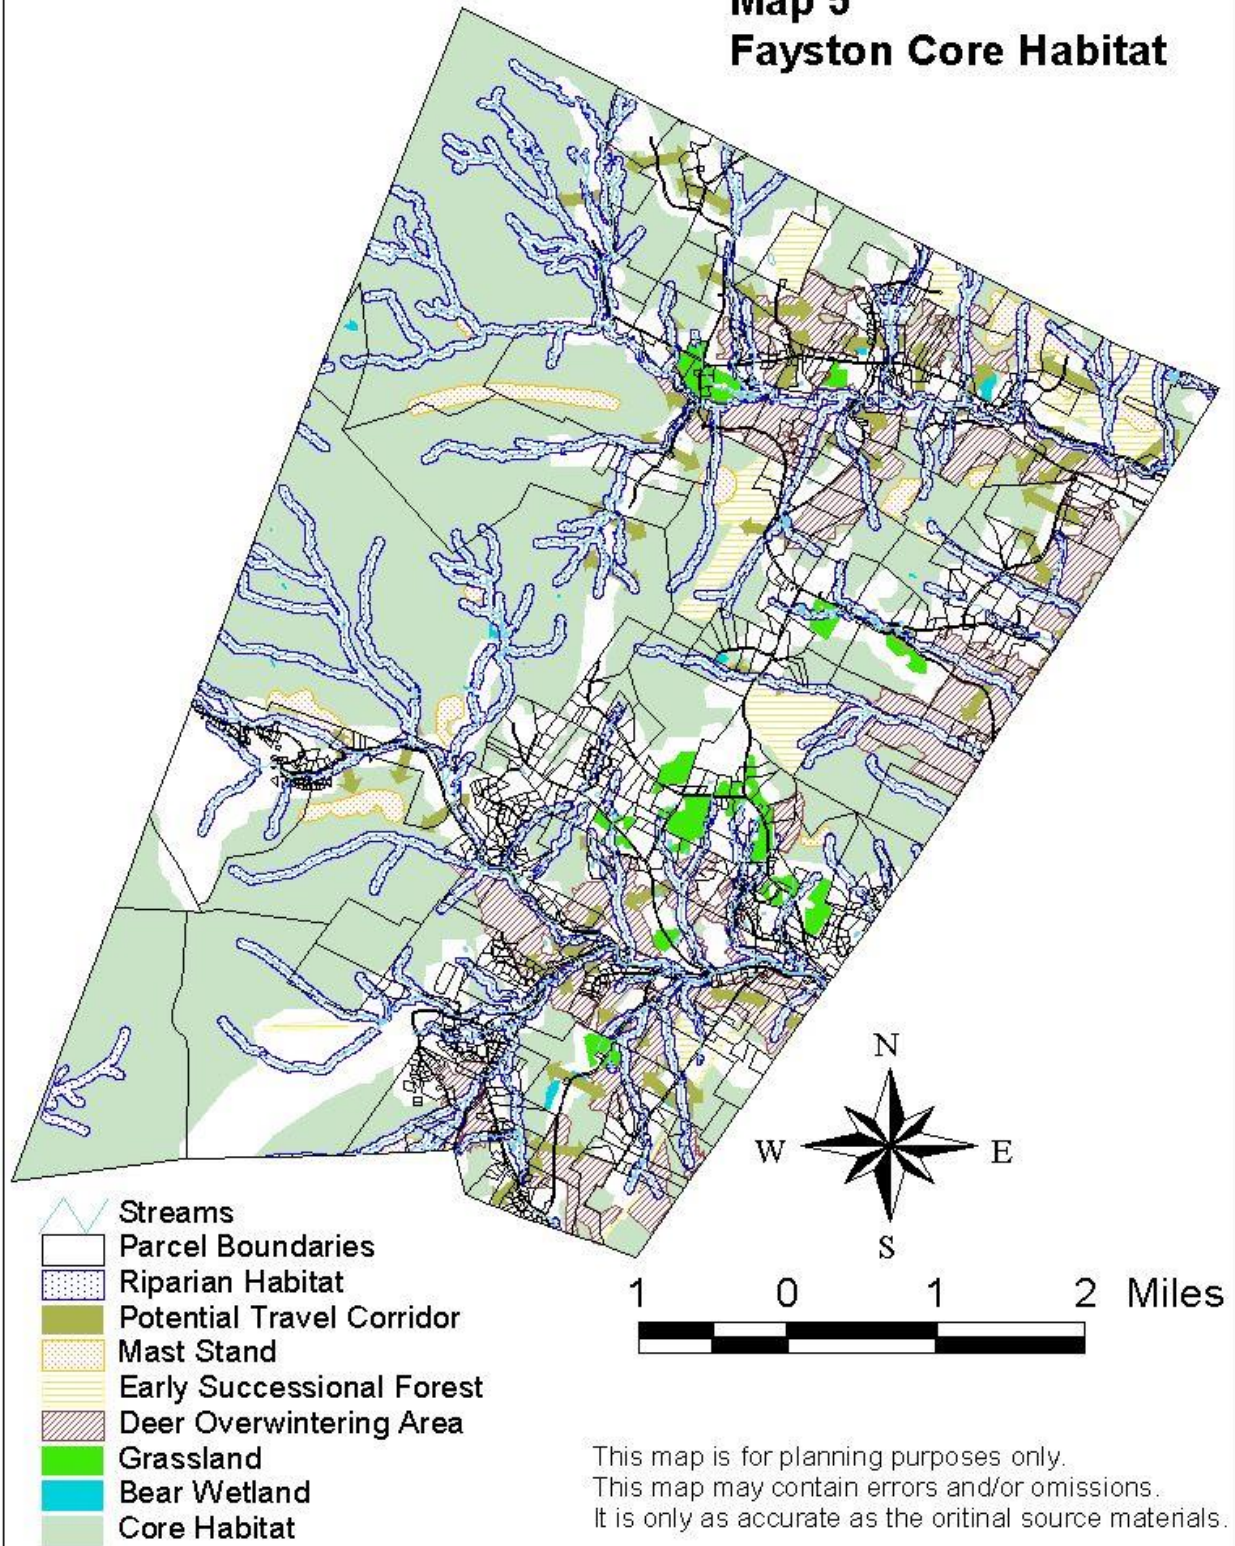 Map 5
Fayston Core Habitat
N
W
E
S
Streams
Parcel Boundaries
Riparian Habitat
Potential Travel Corridor
Mast Stand
Early Successional Forest
Deer Overwintering Area
Grassland
Bear Wetland
Core Habitat
1 0 1 2 Miles
This map is for planning purposes only.
This map may contain errors and/or omissions.
It is only as accurate as the oritinal source materials.